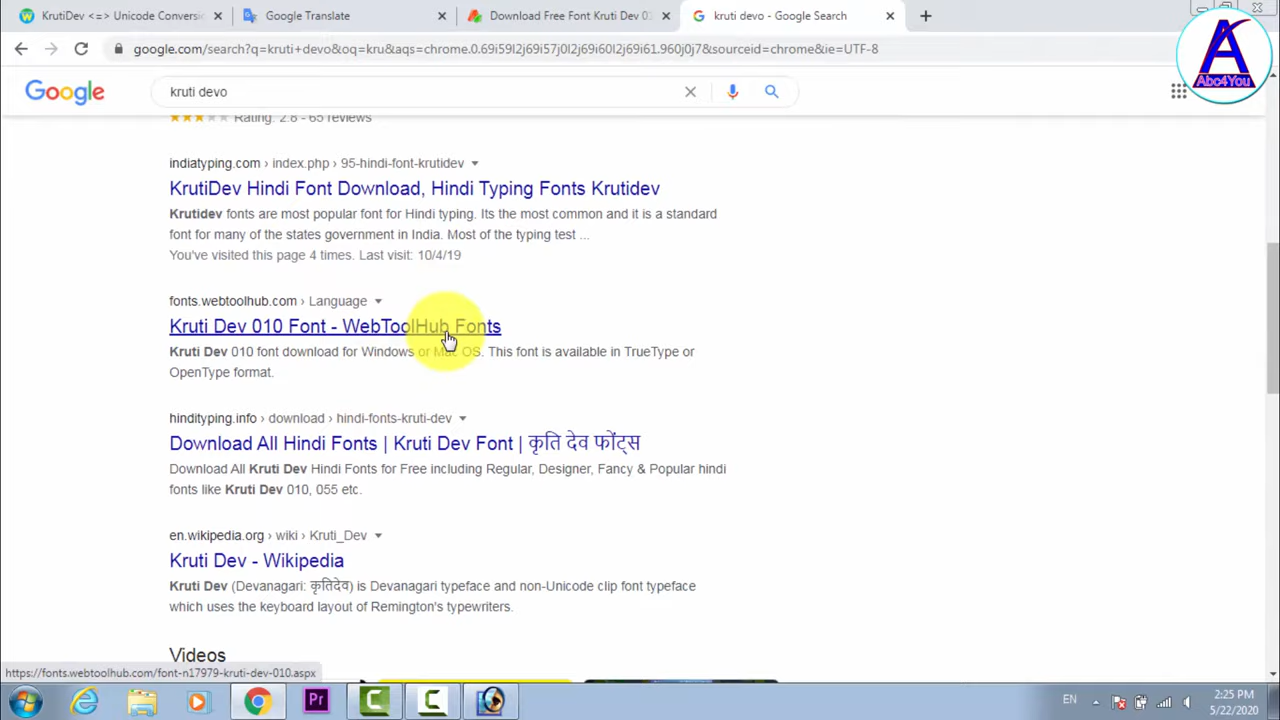 KrutiDev <=> Unicode Conversi
Google Translate
Download Free Font Kruti Dev 0
kruti devo - Google Search
google.com/search?q=kruti+devo&oq=kru&aqs=chrome.0.69i59l2j69i57j0l2j69i60l2j69i61.960j0j7&sourceid=chrome&ie=UTF-8
Abc4You
Google
kruti devo
Rating: 2.8 - 65 reviews
indiatyping.com › index.php › 95-hindi-font-krutidev
KrutiDev Hindi Font Download, Hindi Typing Fonts Krutidev
Krutidev fonts are most popular font for Hindi typing. Its the most common and it is a standard
font for many of the states government in India. Most of the typing test ...
You've visited this page 4 times. Last visit: 10/4/19
fonts.webtoolhub.com › Language
Kruti Dev 010 Font - WebToolHub Fonts
Kruti Dev 010 font download for Windows or Mac OS. This font is available in TrueType or
OpenType format.
hindityping.info › download › hindi-fonts-kruti-dev
Download All Hindi Fonts | Kruti Dev Font | कृति देव फोंट्स
Download All Kruti Dev Hindi Fonts for Free including Regular, Designer, Fancy & Popular hindi
fonts like Kruti Dev 010, 055 etc.
en.wikipedia.org › wiki › Kruti_Dev
Kruti Dev - Wikipedia
Kruti Dev (Devanagari: कृतिदेव) is Devanagari typeface and non-Unicode clip font typeface
which uses the keyboard layout of Remington's typewriters.
Videos
https://fonts.webtoolhub.com/font-n17979-kruti-dev-010.aspx
Pr
EN
2:25 PM
5/22/2020